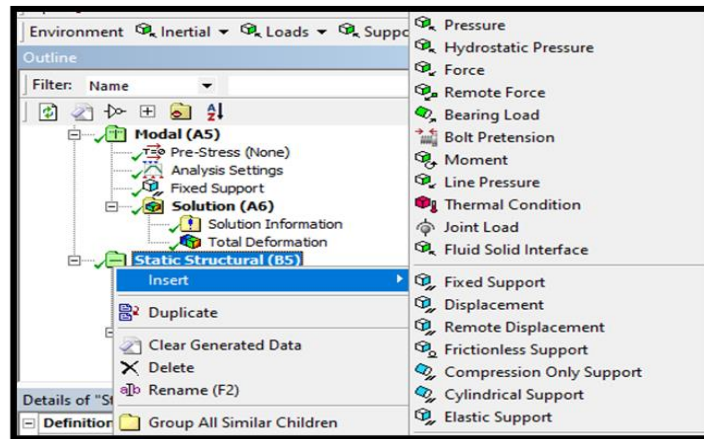 Environment Inertial Loads Suppo
Outline
Filter: Name
Modal (A5)
Pre-Stress (None)
Analysis Settings
Fixed Support
Solution (A6)
Solution Information
Total Deformation
Static Structural (B5)
Insert
Duplicate
Clear Generated Data
Delete
Rename (F2)
Group All Similar Children
Details of "St
Definition
Pressure
Hydrostatic Pressure
Force
Remote Force
Bearing Load
Bolt Pretension
Moment
Line Pressure
Thermal Condition
Joint Load
Fluid Solid Interface
Fixed Support
Displacement
Remote Displacement
Frictionless Support
Compression Only Support
Cylindrical Support
Elastic Support